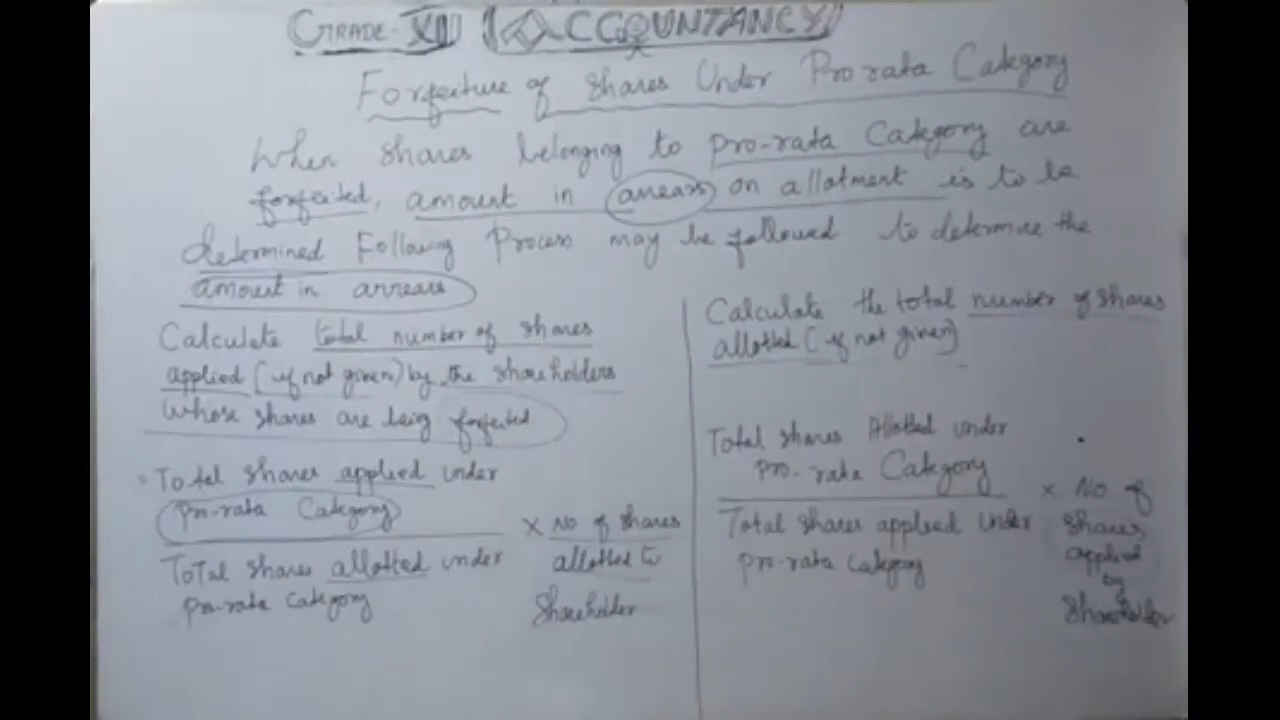 GRADE-XII ACCOUNTANCY
Forfeiture of Shares Under Pro rata Category
When shares belonging to pro-rata Category are
forfeited, amount in arrears on allotment is to be
determined Following Process may be followed to determine the
amount in arrears
Calculate total number of shares
applied (if not given) by the shareholders
whose shares are being forfeited
Total shares applied under
pro-rata Category
Total shares allotted under
pro-rata Category
× No of shares
allotted to
Shareholder
Calculate the total number of shares
allotted (if not given)
Total shares Allotted under
pro-rata Category
Total shares applied under
pro-rata Category
× No of
shares
applied
by
Shareholder